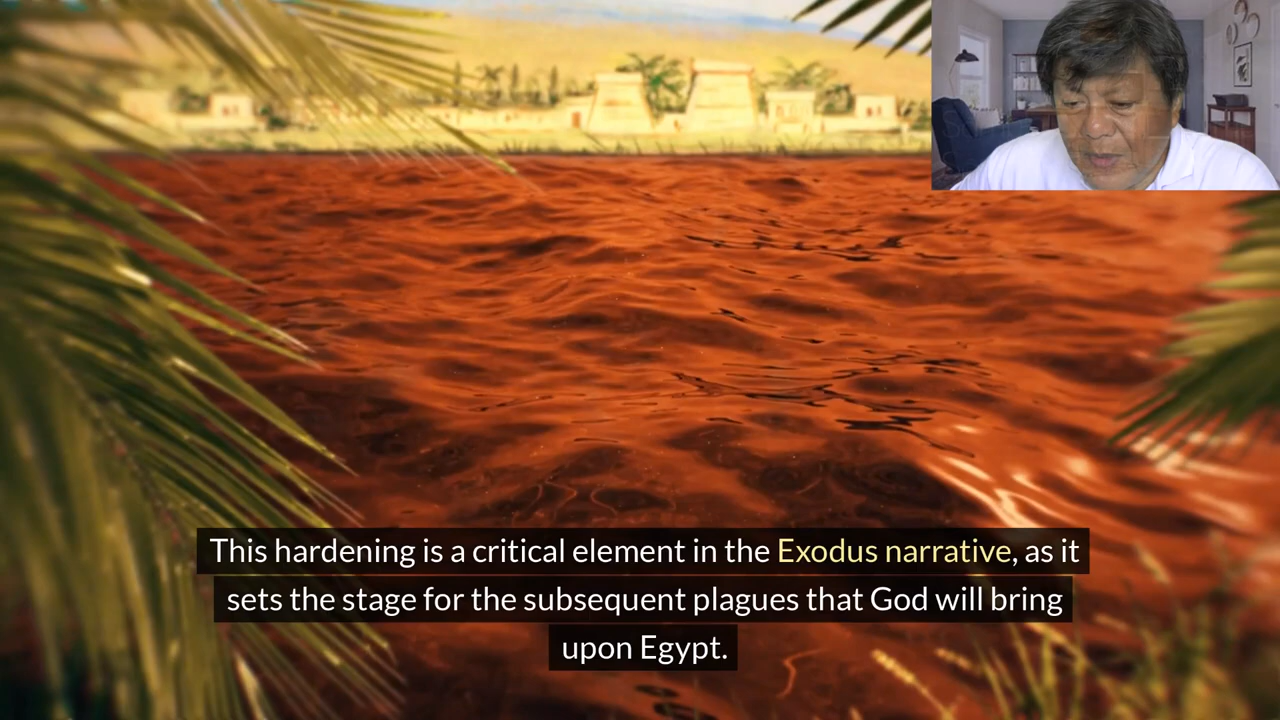 This hardening is a critical element in the Exodus narrative, as it
sets the stage for the subsequent plagues that God will bring
upon Egypt.